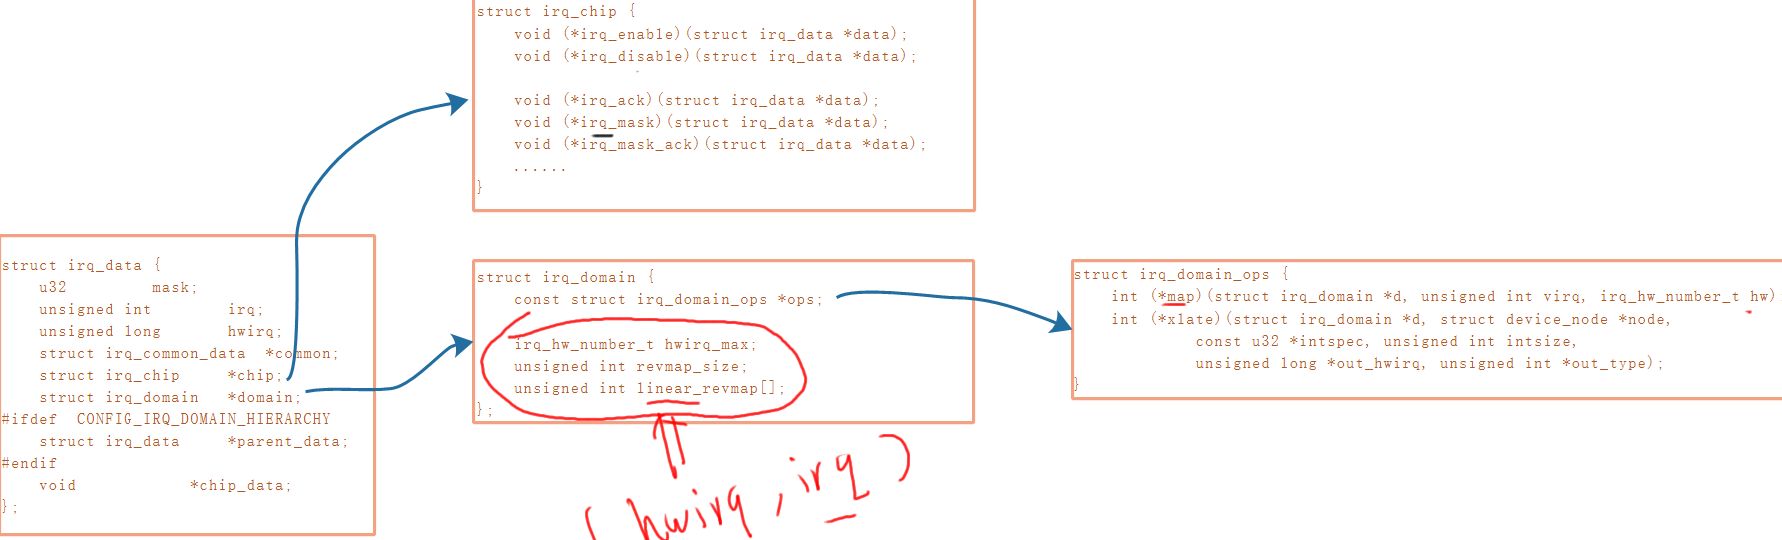 struct irq_chip {
void (*irq_enable)(struct irq_data *data);
void (*irq_disable)(struct irq_data *data);
void (*irq_ack)(struct irq_data *data);
void (*irq_mask)(struct irq_data *data);
void (*irq_mask_ack)(struct irq_data *data);
......
}
struct irq_data {
u32 mask;
unsigned int irq;
unsigned long hwirq;
struct irq_common_data *common;
struct irq_chip *chip;
struct irq_domain *domain;
#ifdef CONFIG_IRQ_DOMAIN_HIERARCHY
struct irq_data *parent_data;
#endif
void *chip_data;
};
struct irq_domain {
const struct irq_domain_ops *ops;
irq_hw_number_t hwirq_max;
unsigned int revmap_size;
unsigned int linear_revmap[];
};
(hwirq, irq)
struct irq_domain_ops {
int (*map)(struct irq_domain *d, unsigned int virq, irq_hw_number_t hw)
int (*xlate)(struct irq_domain *d, struct device_node *node,
const u32 *intspec, unsigned int intsize,
unsigned long *out_hwirq, unsigned int *out_type);
}